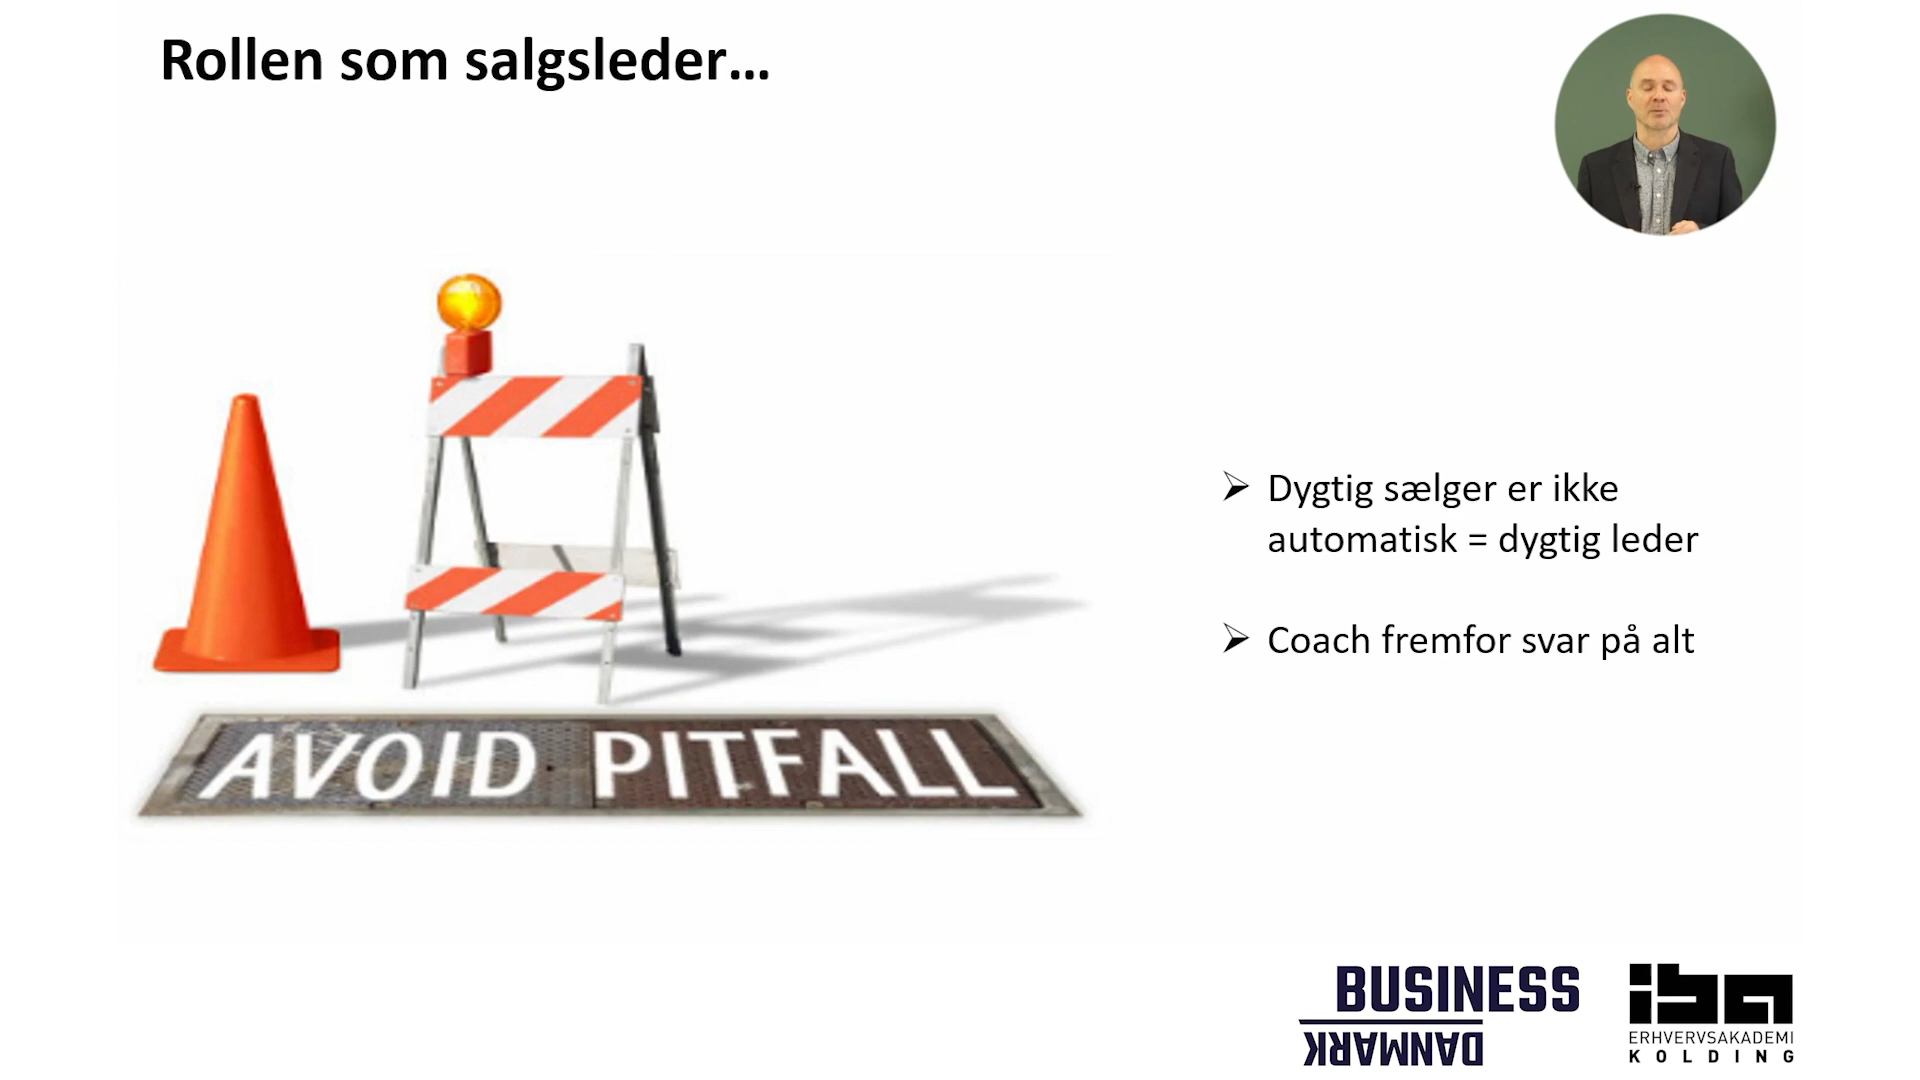 Rollen som salgsleder...
Dygtig sælger er ikke
automatisk = dygtig leder
Coach fremfor svar på alt
AVOID PITFALL
BUSINESS
DANMARK
iba
ERHVERVSAKADEMI
KOLDING